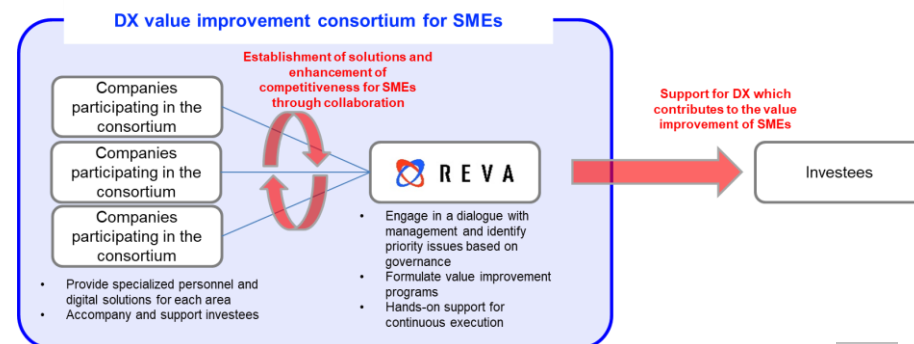 DX value improvement consortium for SMEs
Establishment of solutions and
enhancement of
competitiveness for SMEs
through collaboration
Companies
participating in the
consortium
Companies
participating in the
consortium
Companies
participating in the
consortium
• Provide specialized personnel and
digital solutions for each area
• Accompany and support investees
REVA
• Engage in a dialogue with
management and identify
priority issues based on
governance
• Formulate value improvement
programs
• Hands-on support for
continuous execution
Support for DX which
contributes to the value
improvement of SMEs
Investees